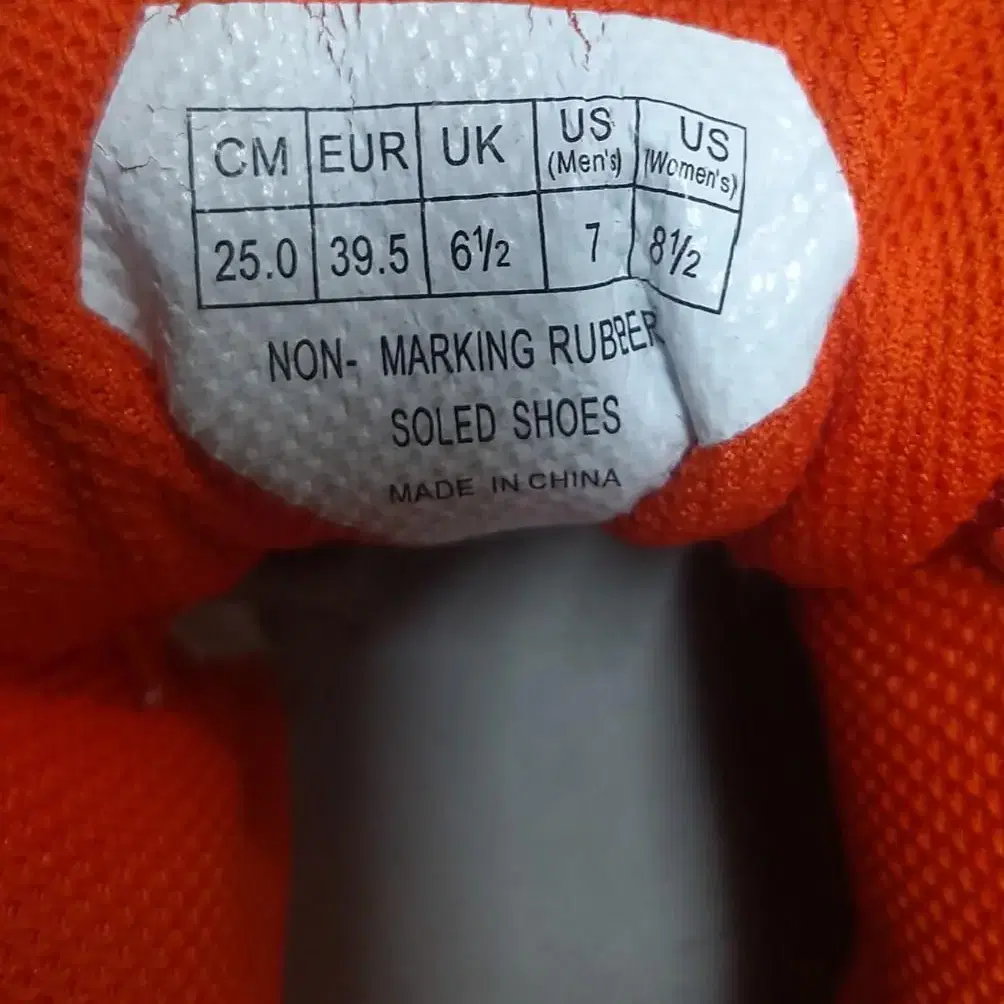 CM EUR UK US (Men's) US (Women's)
25.0 39.5 6½ 7 8½
NON- MARKING RUBBER
SOLED SHOES
MADE IN CHINA